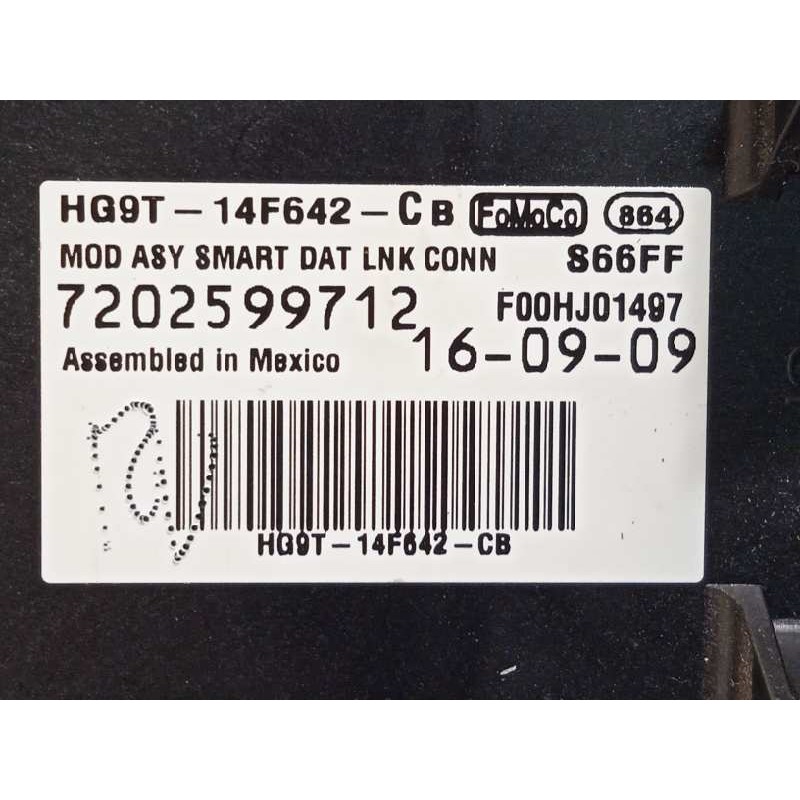 HG9T-14F642-CB FoMoCo 864
MOD ASY SMART DAT LNK CONN S66FF
7202599712 F00HJ01497
Assembled in Mexico 16-09-09
HG9T-14F642-CB